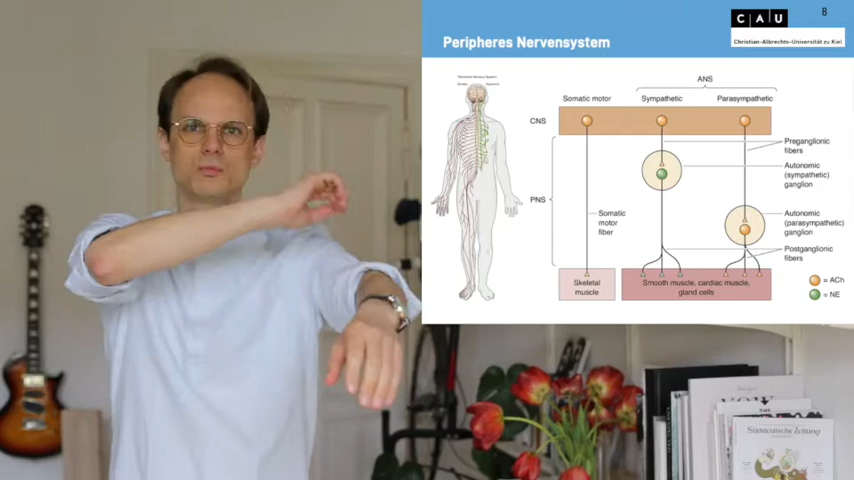 8
CAU
Christian-Albrechts-Universität zu Kiel
Peripheres Nervensystem
ANS
Somatic motor
Sympathetic
Parasympathetic
CNS
Preganglionic
fibers
Autonomic
(sympathetic)
ganglion
PNS
Somatic
motor
fiber
Autonomic
(parasympathetic)
ganglion
Postganglionic
fibers
Skeletal
muscle
Smooth muscle, cardiac muscle,
gland cells
= ACh
= NE
Süddeutsche Zeitung